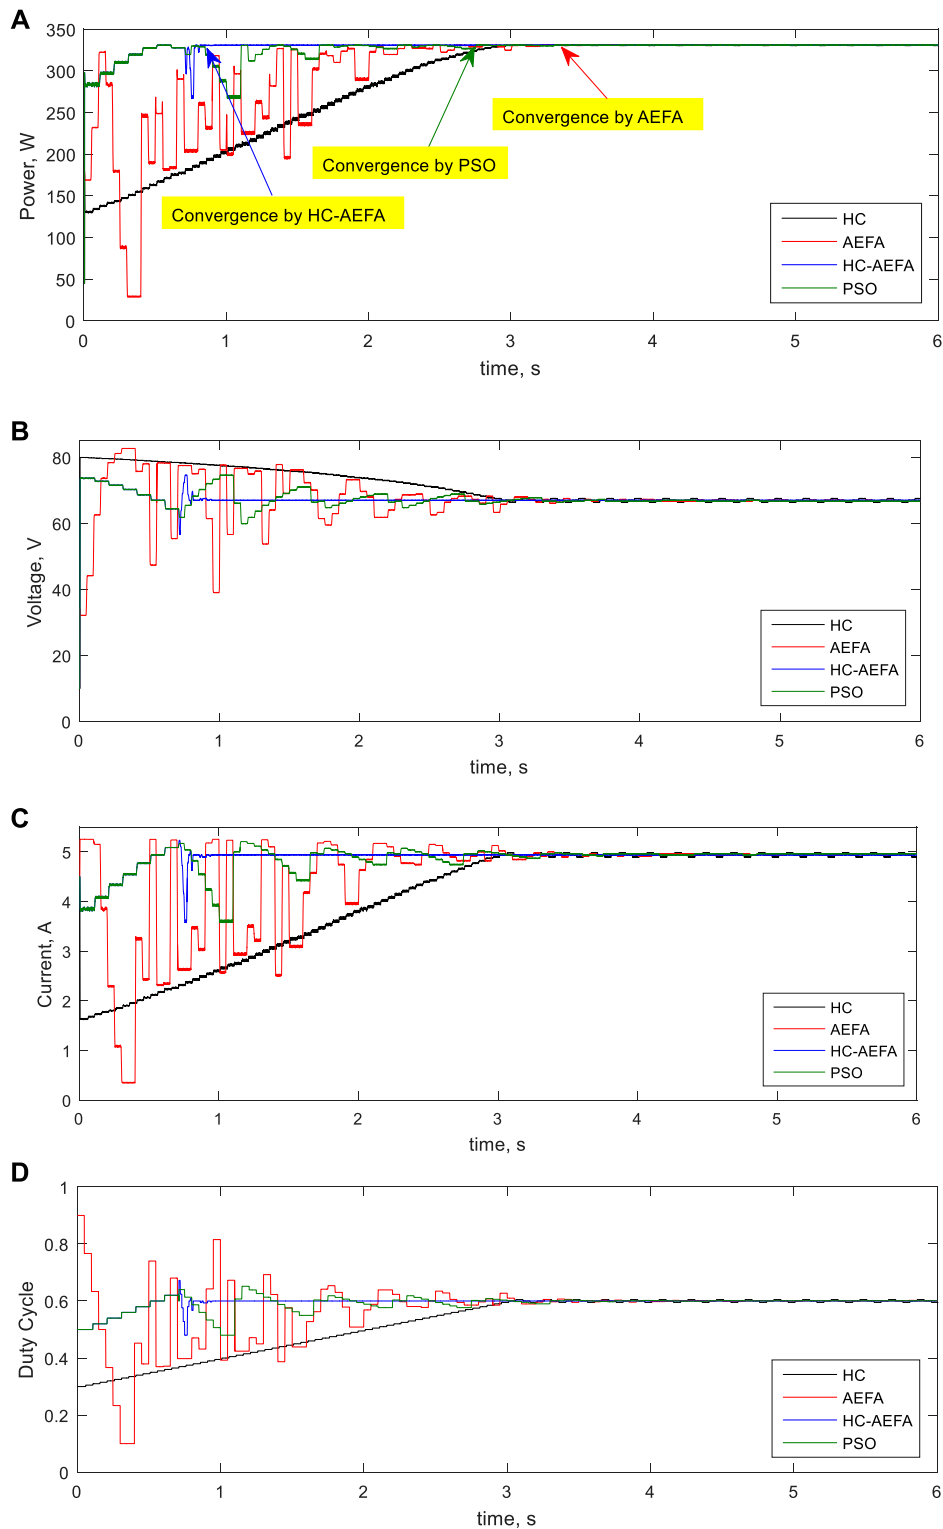 A
350
300
250
200
150
100
50
0
Power, W
Convergence by AEFA
Convergence by PSO
Convergence by HC-AEFA
HC
AEFA
HC-AEFA
PSO
0 1 2 3 4 5 6
time, s
B
80
60
40
20
0
Voltage, V
HC
AEFA
HC-AEFA
PSO
0 1 2 3 4 5 6
time, s
C
5
4
3
2
1
0
Current, A
HC
AEFA
HC-AEFA
PSO
0 1 2 3 4 5 6
time, s
D
1
0.8
0.6
0.4
0.2
0
Duty Cycle
HC
AEFA
HC-AEFA
PSO
0 1 2 3 4 5 6
time, s